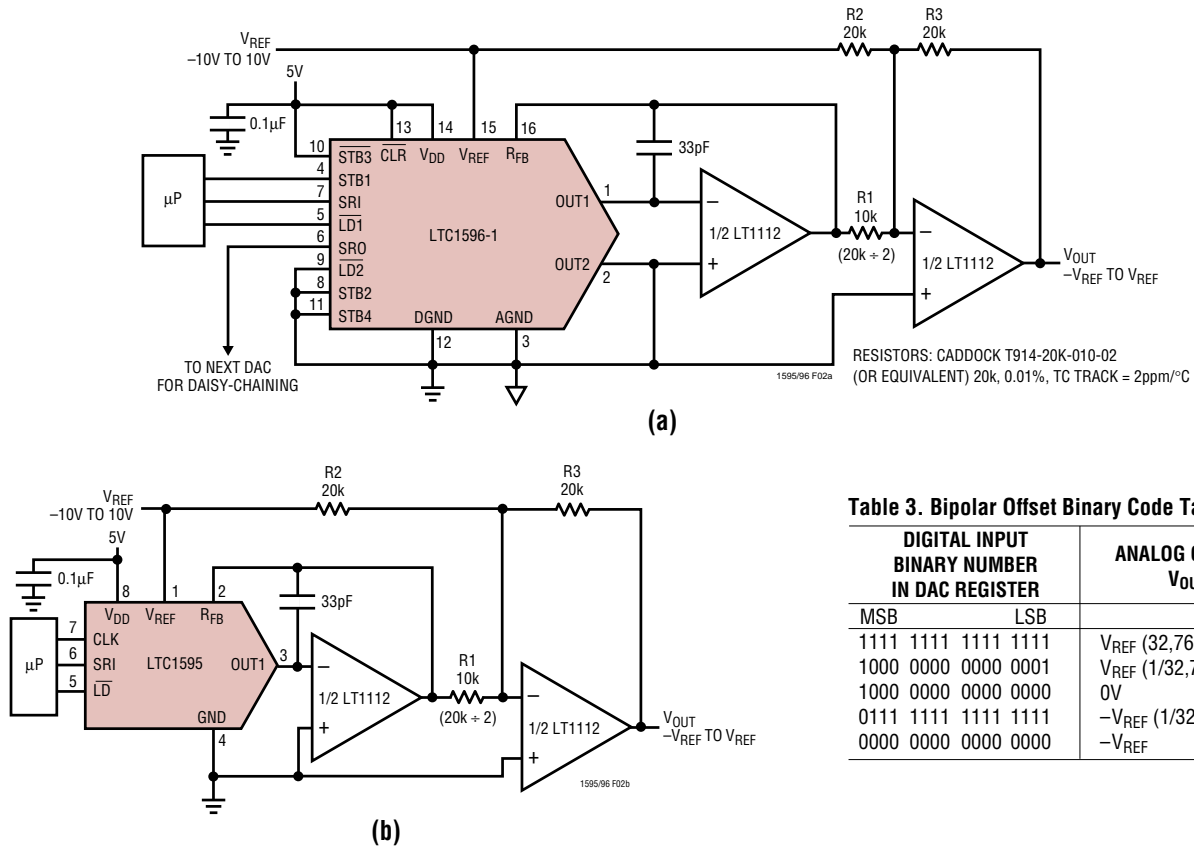 R2
20k
R3
20k
VREF
–10V TO 10V
5V
0.1µF
13
14
15
16
33pF
10
4
7
5
6
9
8
11
STB3
CLR
VDD
VREF
RFB
STB1
SRI
LD1
SRO
LD2
STB2
STB4
µP
LTC1596-1
OUT1
1
OUT2
2
DGND
AGND
12
3
–
+
1/2 LT1112
R1
10k
(20k ÷ 2)
–
+
1/2 LT1112
VOUT
–VREF TO VREF
TO NEXT DAC
FOR DAISY-CHAINING
1595/96 F02a
RESISTORS: CADDOCK T914-20K-010-02
(OR EQUIVALENT) 20k, 0.01%, TC TRACK = 2ppm/°C
(a)
R2
20k
R3
20k
VREF
–10V TO 10V
5V
0.1µF
8
1
2
33pF
VDD
VREF
RFB
7
6
5
CLK
SRI
LD
µP
LTC1595
OUT1
3
GND
4
–
+
1/2 LT1112
R1
10k
(20k ÷ 2)
–
+
1/2 LT1112
VOUT
–VREF TO VREF
1595/96 F02b
(b)
Table 3. Bipolar Offset Binary Code
DIGITAL INPUT
BINARY NUMBER
IN DAC REGISTER
ANALOG
MSB LSB
1111 1111 1111 1111 VREF (32,76
1000 0000 0000 0001 VREF (1/32,7
1000 0000 0000 0000 0V
0111 1111 1111 1111 –VREF (1/32
0000 0000 0000 0000 –VREF